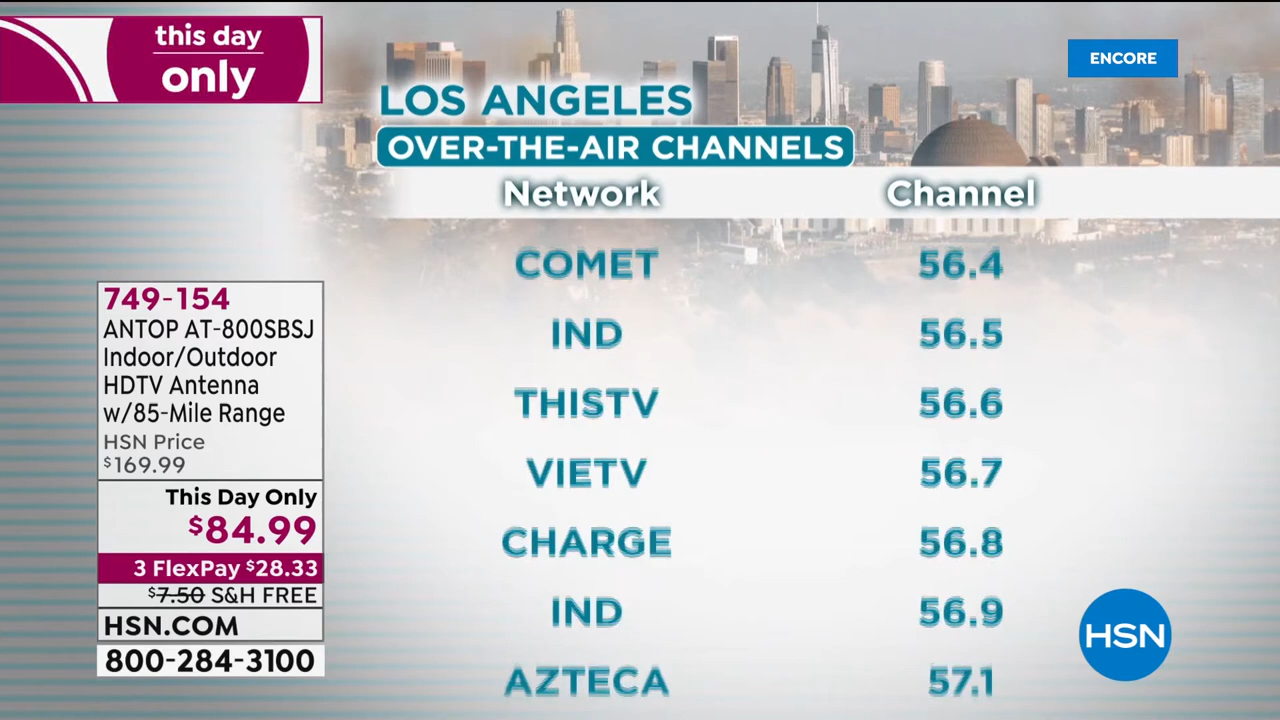 this day
only
ENCORE
LOS ANGELES
OVER-THE-AIR CHANNELS
Network Channel
COMET 56.4
IND 56.5
THISTV 56.6
VIETV 56.7
CHARGE 56.8
IND 56.9
AZTECA 57.1
749-154
ANTOP AT-800SBSJ
Indoor/Outdoor
HDTV Antenna
w/85-Mile Range
HSN Price
$169.99
This Day Only
$84.99
3 FlexPay $28.33
$7.50 S&H FREE
HSN.COM
800-284-3100
HSN